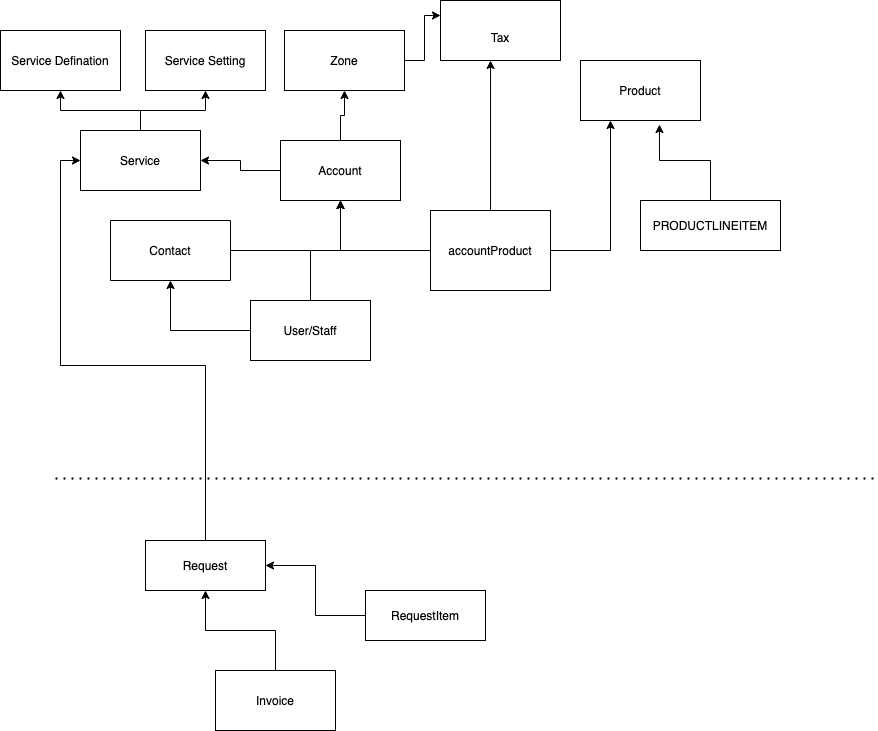 Service Defination
Service Setting
Zone
Tax
Product
Service
Account
PRODUCTLINEITEM
Contact
accountProduct
User/Staff
Request
RequestItem
Invoice